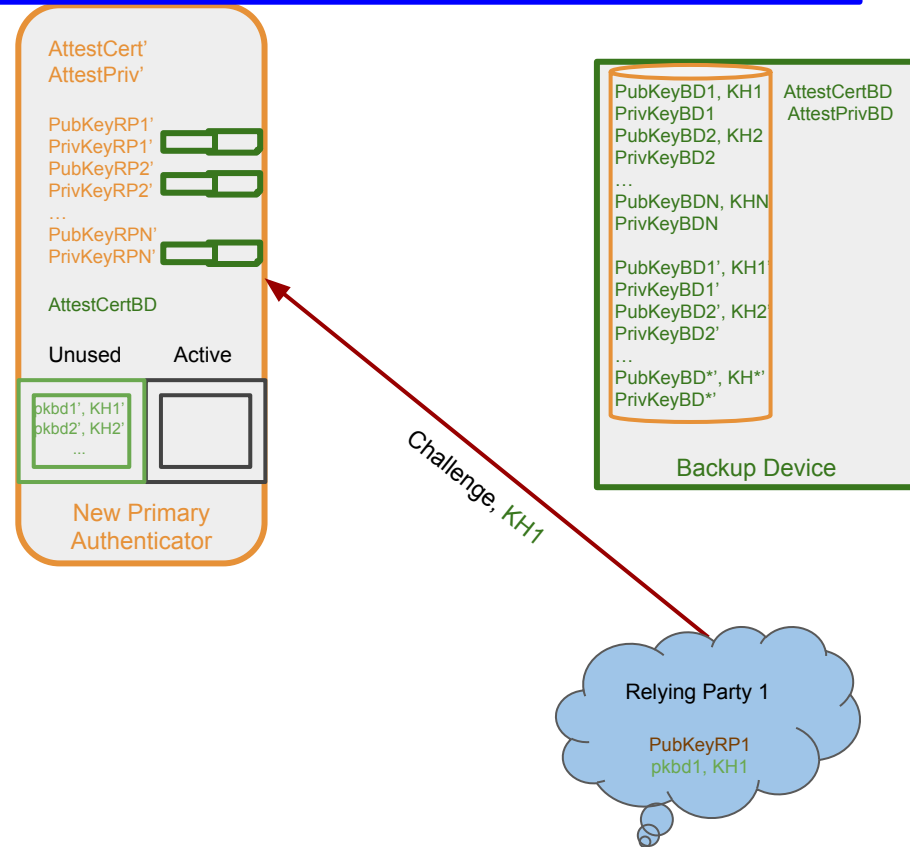 AttestCert’
AttestPriv’
PubKeyRP1’
PrivKeyRP1’
PubKeyRP2’
PrivKeyRP2’
…
PubKeyRPN’
PrivKeyRPN’
AttestCertBD
Unused
Active
pkbd1’, KH1’
pkbd2’, KH2’
...
New Primary
Authenticator
PubKeyBD1, KH1
PrivKeyBD1
PubKeyBD2, KH2
PrivKeyBD2
…
PubKeyBDN, KHN
PrivKeyBDN
PubKeyBD1’, KH1’
PrivKeyBD1’
PubKeyBD2’, KH2’
PrivKeyBD2’
…
PubKeyBD*’, KH*’
PrivKeyBD*’
AttestCertBD
AttestPrivBD
Backup Device
Challenge, KH1
Relying Party 1
PubKeyRP1
pkbd1, KH1